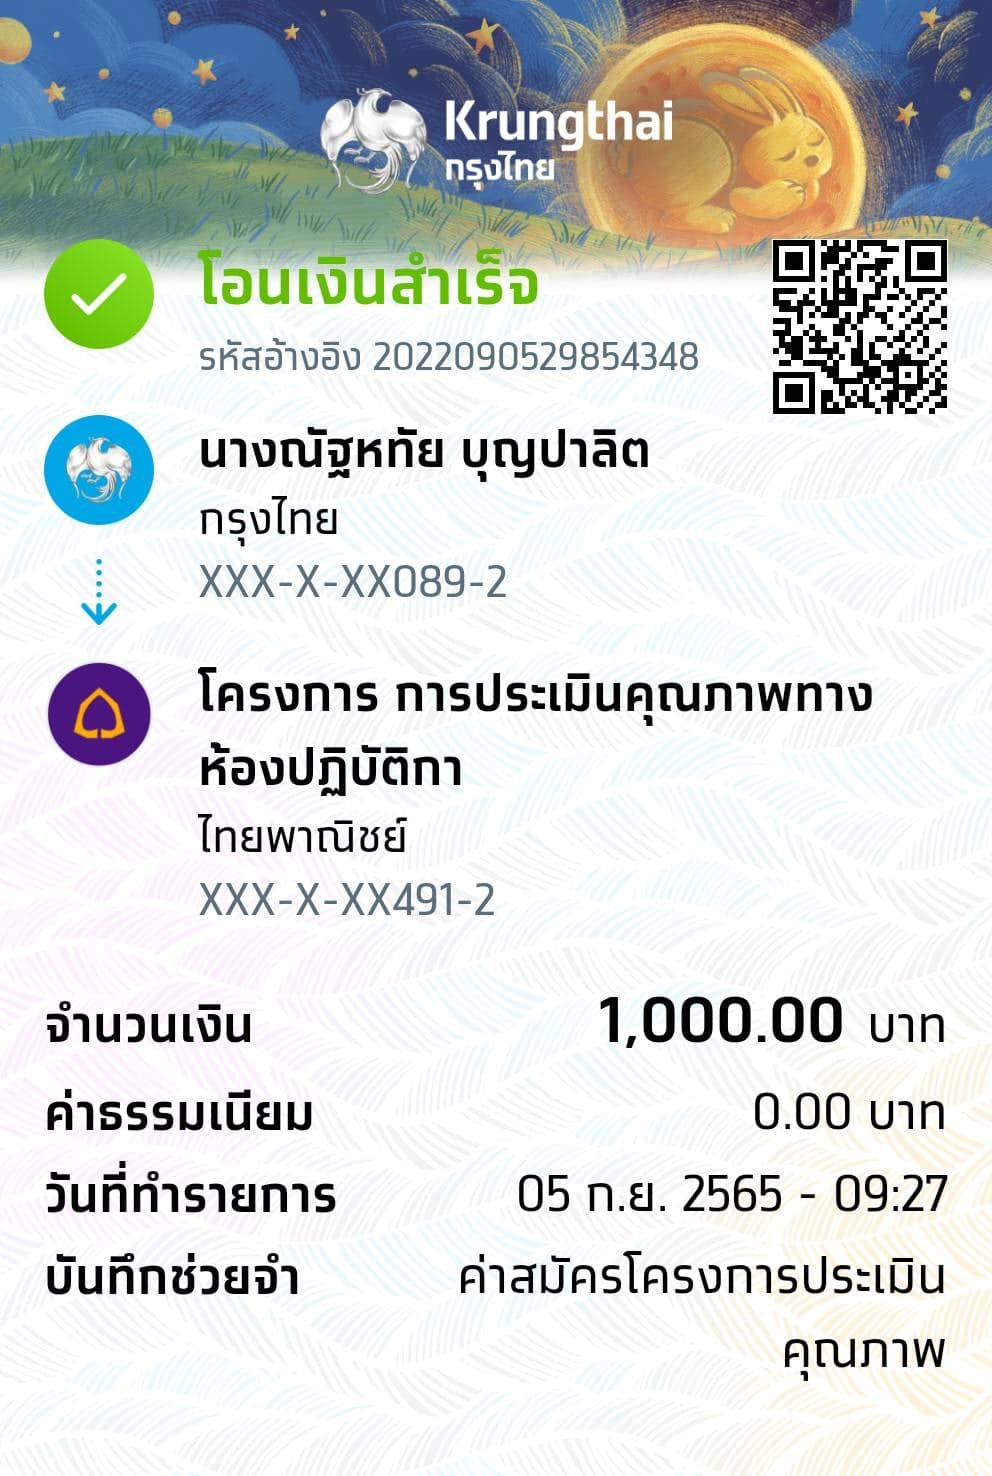 Krungthai
กรุงไทย
โอนเงินสำเร็จ
รหัสอ้างอิง 2022090529854348
นางณัฐหทัย บุญปาลิต
กรุงไทย
XXX-X-XX089-2
โครงการ การประเมินคุณภาพทาง
ห้องปฏิบัติกา
ไทยพาณิชย์
XXX-X-XX491-2
จำนวนเงิน 1,000.00 บาท
ค่าธรรมเนียม 0.00 บาท
วันที่ทำรายการ 05 ก.ย. 2565 - 09:27
บันทึกช่วยจำ ค่าสมัครโครงการประเมิน
คุณภาพ